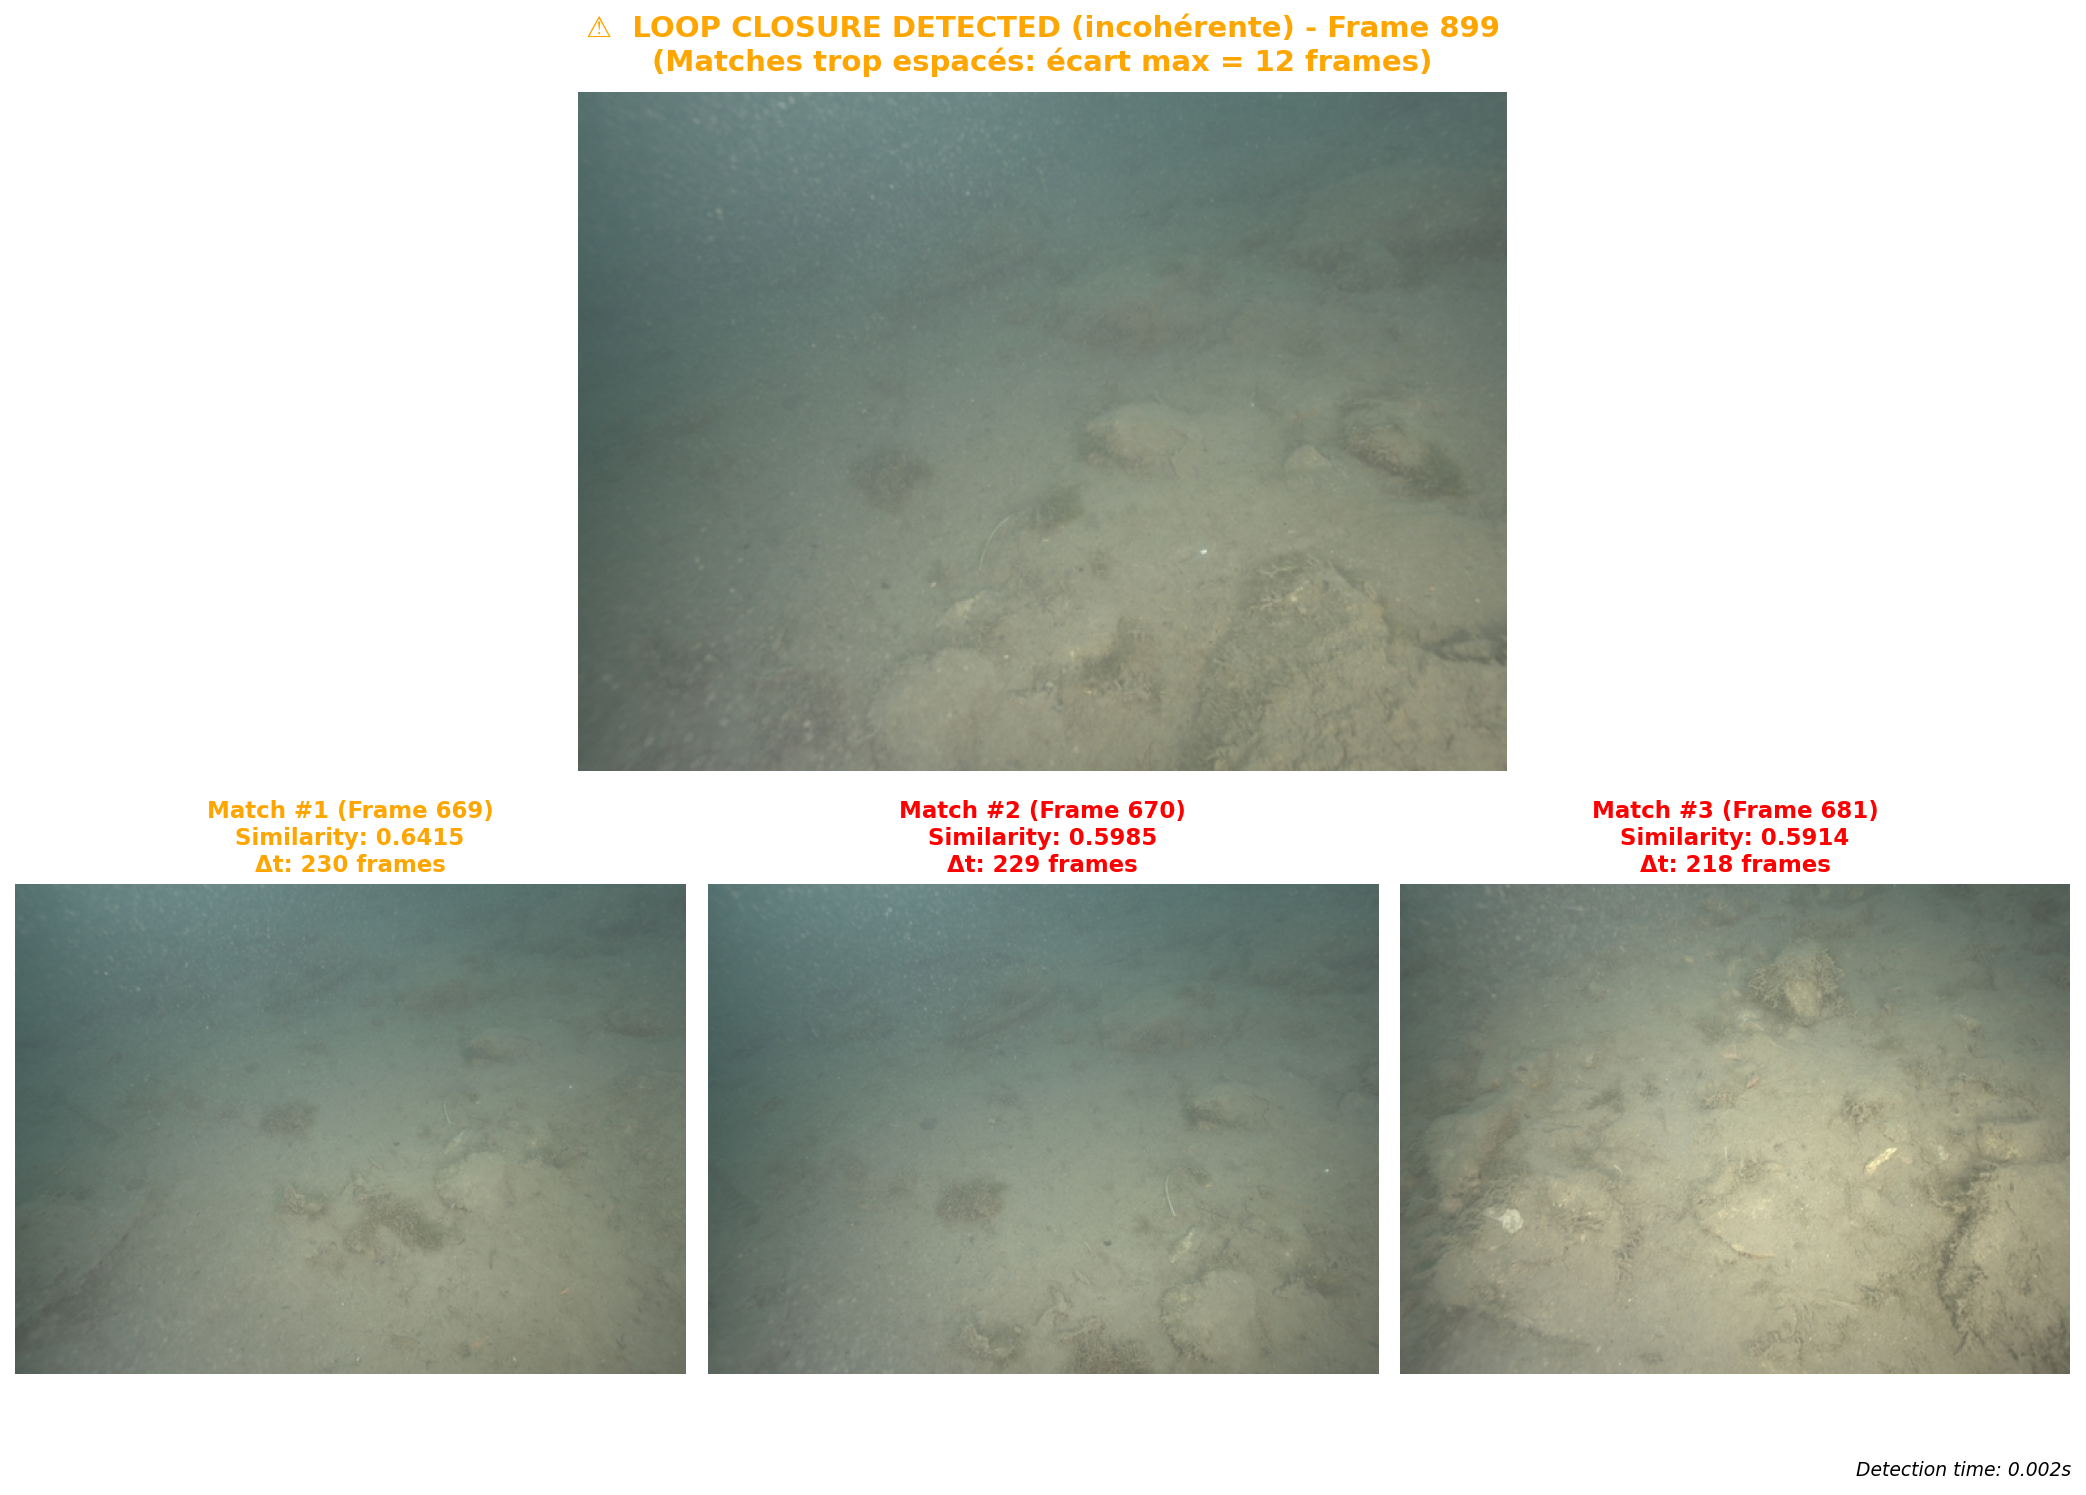 ⚠ LOOP CLOSURE DETECTED (incohérente) - Frame 899
(Matches trop espacés: écart max = 12 frames)
Match #1 (Frame 669)
Similarity: 0.6415
Δt: 230 frames
Match #2 (Frame 670)
Similarity: 0.5985
Δt: 229 frames
Match #3 (Frame 681)
Similarity: 0.5914
Δt: 218 frames
Detection time: 0.002s